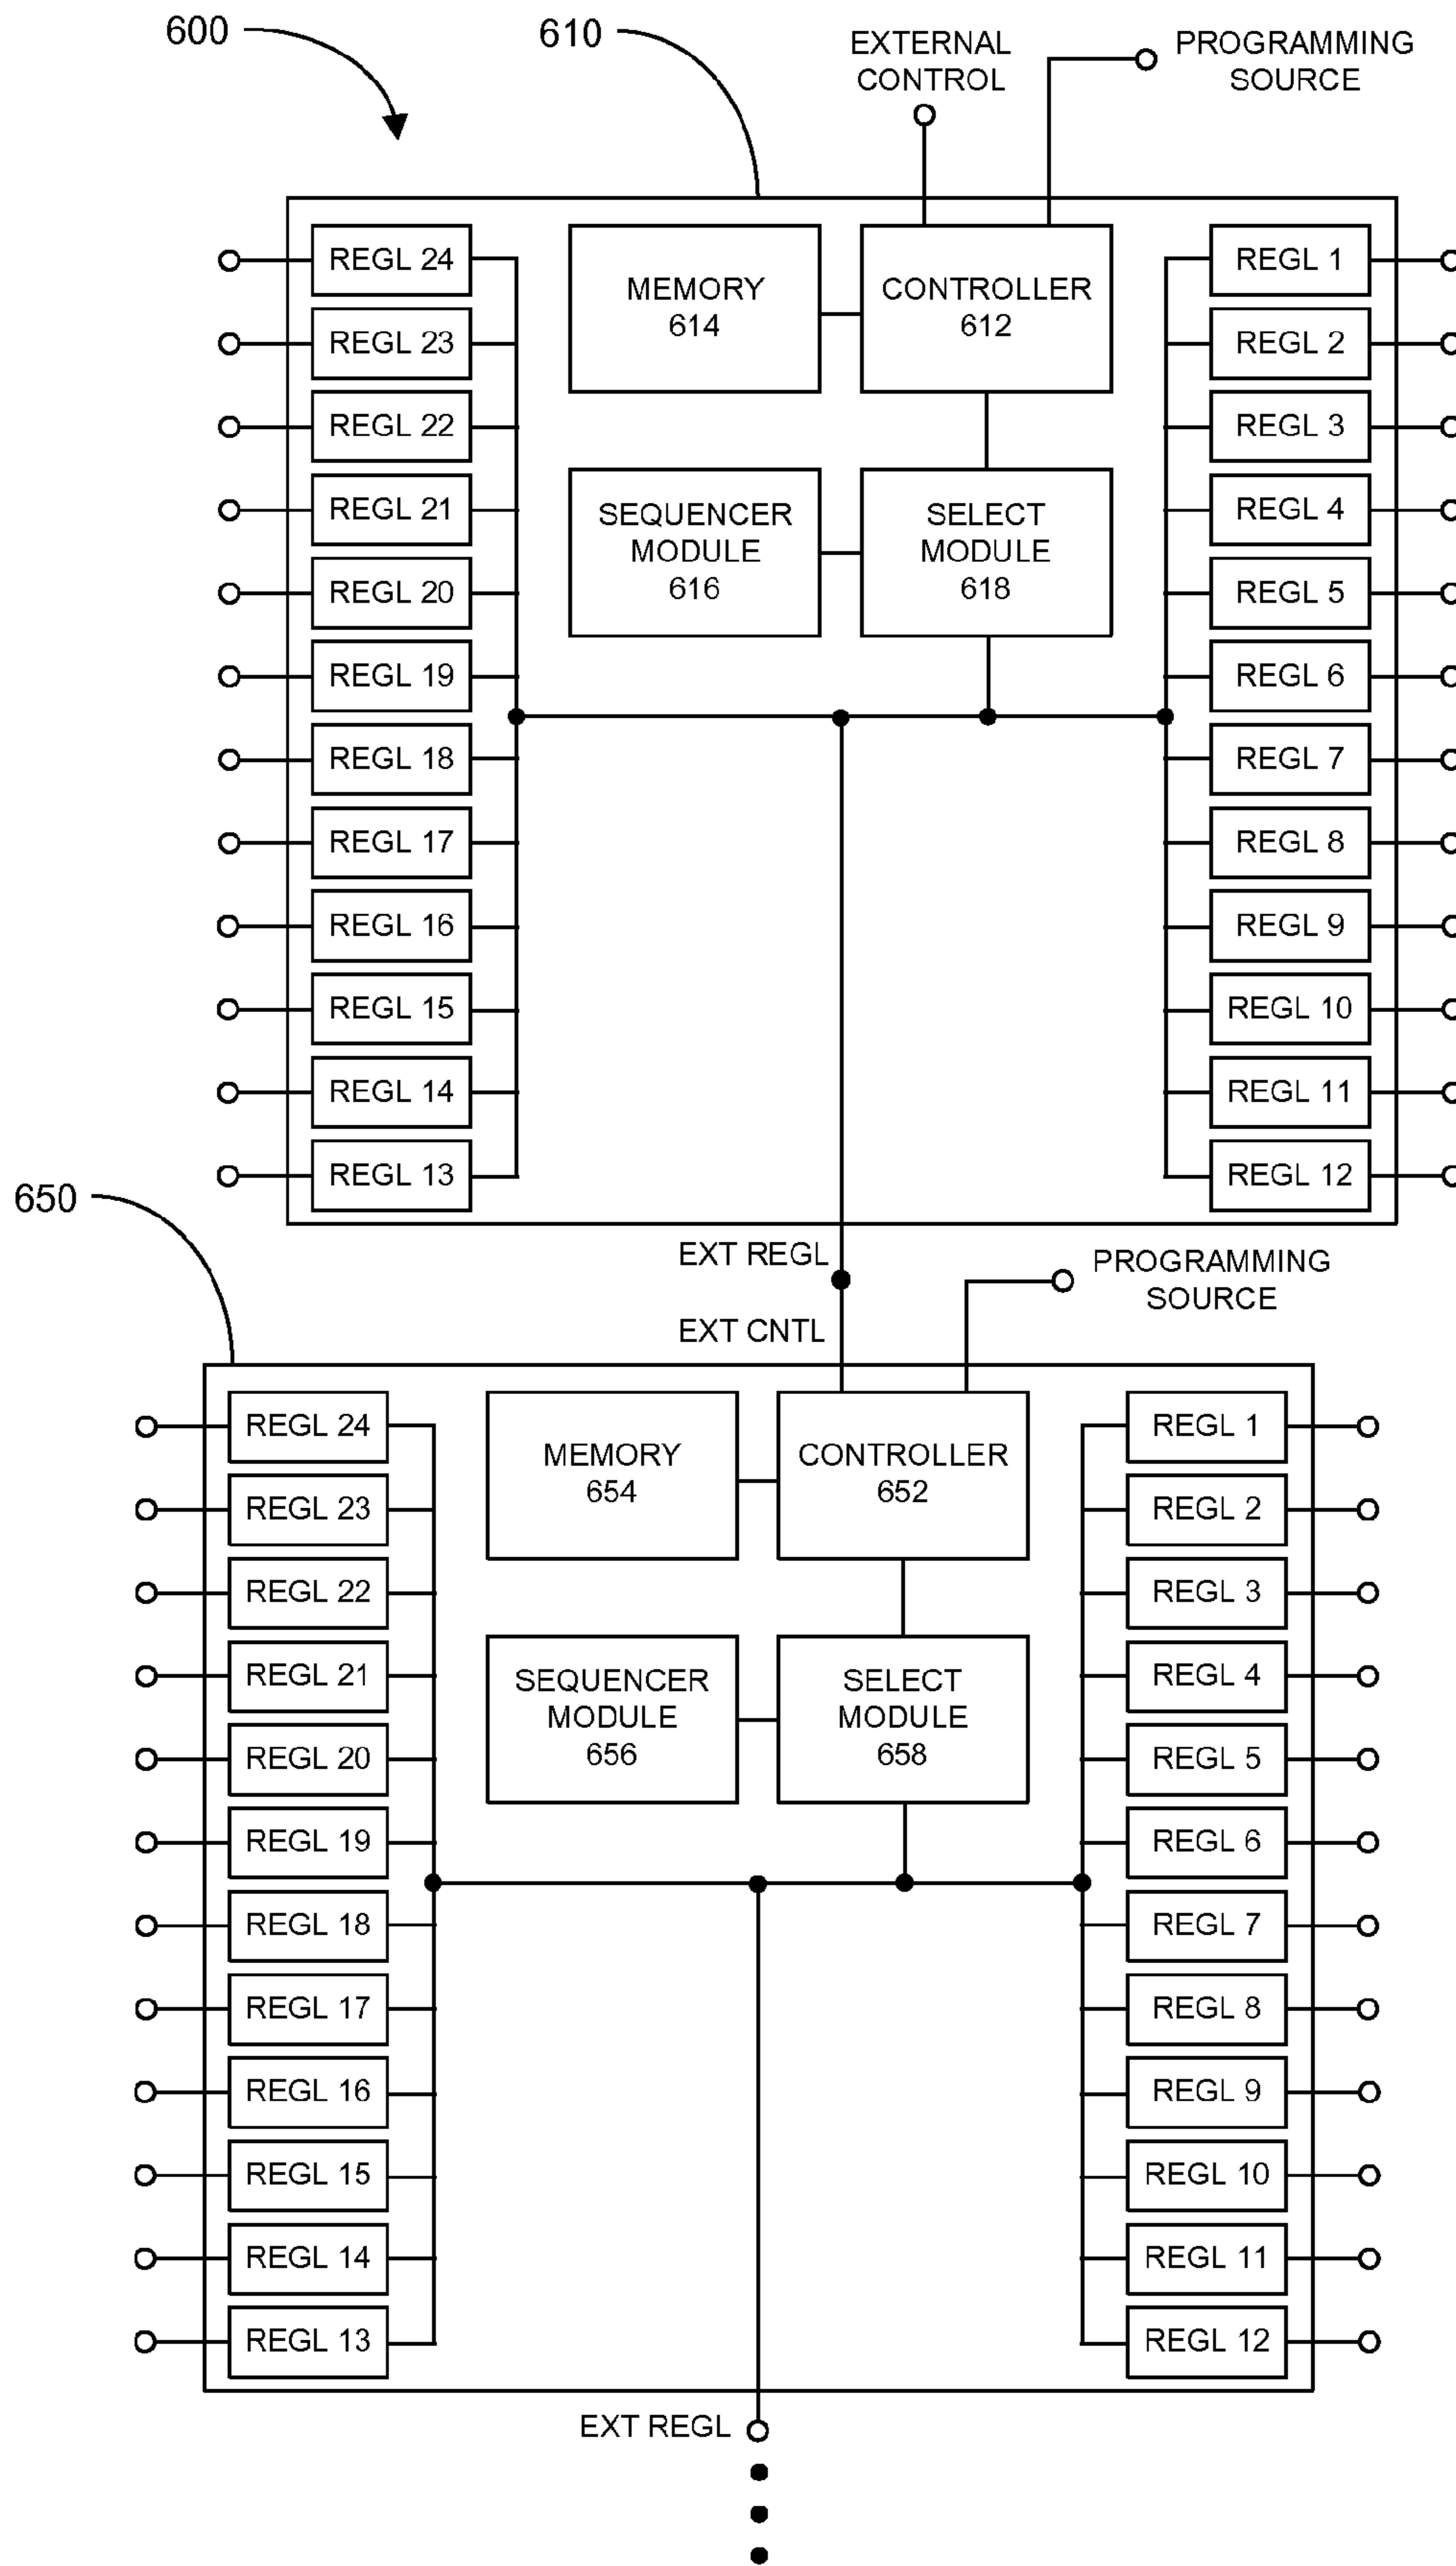 600
610
EXTERNAL
CONTROL
PROGRAMMING
SOURCE
REGL 24
REGL 23
REGL 22
REGL 21
REGL 20
REGL 19
REGL 18
REGL 17
REGL 16
REGL 15
REGL 14
REGL 13
MEMORY
614
CONTROLLER
612
SEQUENCER
MODULE
616
SELECT
MODULE
618
REGL 1
REGL 2
REGL 3
REGL 4
REGL 5
REGL 6
REGL 7
REGL 8
REGL 9
REGL 10
REGL 11
REGL 12
650
EXT REGL
EXT CNTL
PROGRAMMING
SOURCE
REGL 24
REGL 23
REGL 22
REGL 21
REGL 20
REGL 19
REGL 18
REGL 17
REGL 16
REGL 15
REGL 14
REGL 13
MEMORY
654
CONTROLLER
652
SEQUENCER
MODULE
656
SELECT
MODULE
658
REGL 1
REGL 2
REGL 3
REGL 4
REGL 5
REGL 6
REGL 7
REGL 8
REGL 9
REGL 10
REGL 11
REGL 12
EXT REGL